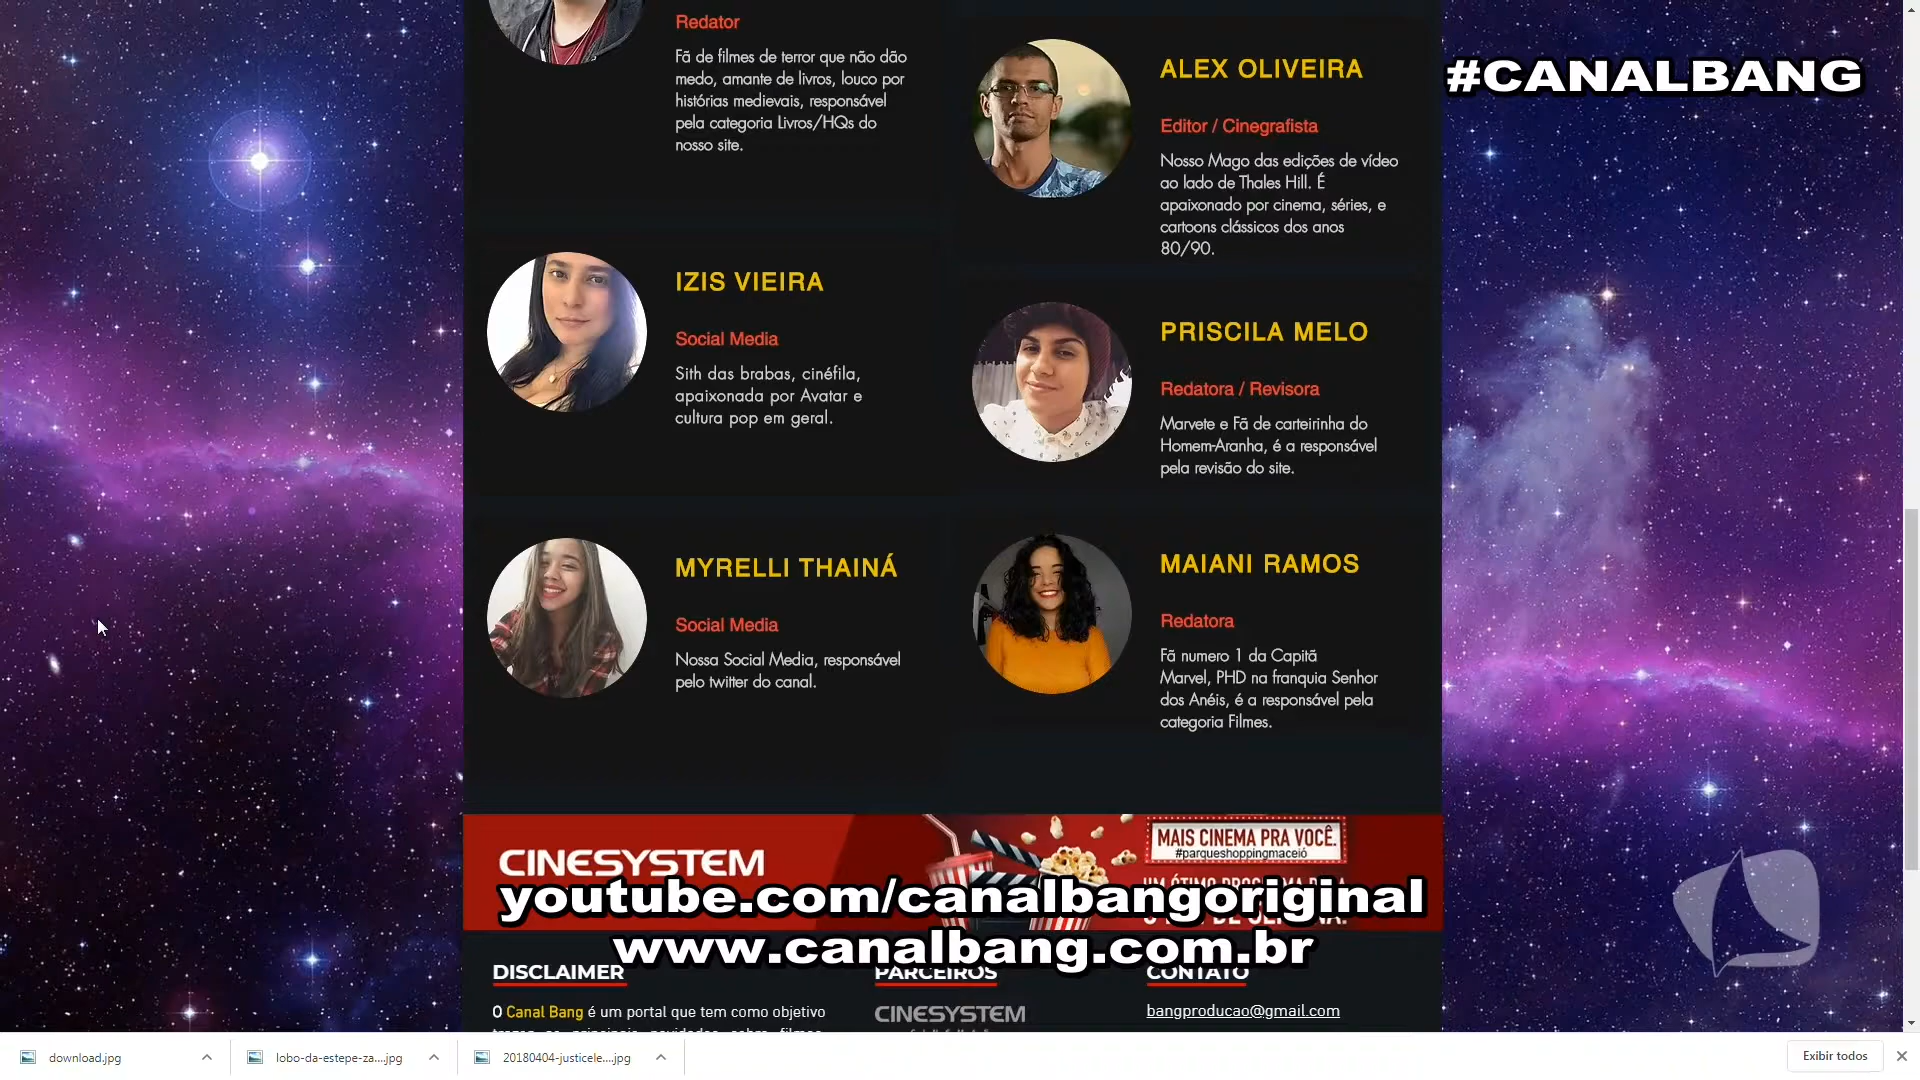 Redator
Fã de filmes de terror que não dão
medo, amante de livros, louco por
histórias medievais, responsável
pela categoria Livros/HQs do
nosso site.
IZIS VIEIRA
Social Media
Sith das brabas, cinéfila,
apaixonada por Avatar e
cultura pop em geral.
MYRELLI THAINÁ
Social Media
Nossa Social Media, responsável
pelo twitter do canal.
ALEX OLIVEIRA
Editor / Cinegrafista
Nosso Mago das edições de vídeo
ao lado de Thales Hill. É
apaixonado por cinema, séries, e
cartoons clássicos dos anos
80/90.
PRISCILA MELO
Redatora / Revisora
Marvete e Fã de carteirinha do
Homem-Aranha, é a responsável
pela revisão do site.
MAIANI RAMOS
Redatora
Fã numero 1 da Capitã
Marvel, PHD na franquia Senhor
dos Anéis, é a responsável pela
categoria Filmes.
#CANALBANG
CINESYSTEM
MAIS CINEMA PRA VOCÊ.
#parqueshoppingmaceió
youtube.com/canalbangoriginal
www.canalbang.com.br
DISCLAIMER
O Canal Bang é um portal que tem como objetivo
PARCEIROS
CINESYSTEM
CONTATO
bangproducao@gmail.com
download.jpg
lobo-da-estepe-za....jpg
20180404-justicele....jpg
Exibir todos